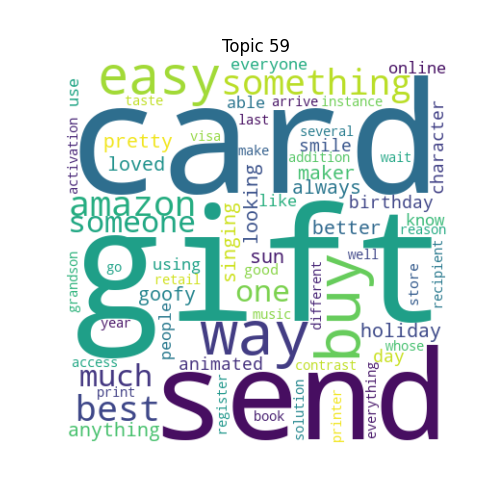 Topic 59
everyone
online
easy
something
use
taste
able
arrive
instance
card
last
visa
several
smile
make
activation
pretty
addition
wait
character
loved
maker
always
looking
amazon
like
birthday
someone
singing
better
know
reason
gift
sun
well
grandson
go
using
good
different
store
recipient
retail
goofy
one
buy
year
people
music
way
holiday
whose
access
animated
contrast
day
much
send
print
best
register
book
solution
printer
everything
anything